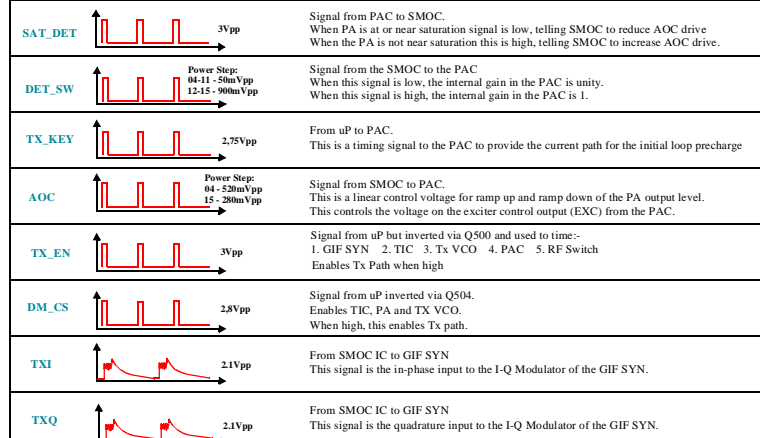 SAT_DET
3Vpp
Signal from PAC to SMOC.
When PA is at or near saturation signal is low, telling SMOC to reduce AOC drive.
When the PA is not near saturation this is high, telling SMOC to increase AOC drive.
DET_SW
Power Step:
04-11 - 50mVpp
12-15 - 900mVpp
Signal from the SMOC to the PAC
When this signal is low, the internal gain in the PAC is unity.
When this signal is high, the internal gain in the PAC is 1.
TX_KEY
2,75Vpp
From uP to PAC.
This is a timing signal to the PAC to provide the current path for the initial loop precharge
AOC
Power Step:
04 - 520mVpp
15 - 280mVpp
Signal from SMOC to PAC.
This is a linear control voltage for ramp up and ramp down of the PA output level.
This controls the voltage on the exciter control output (EXC) from the PAC.
TX_EN
3Vpp
Signal from uP but inverted via Q500 and used to time:-
1. GIF SYN 2. TIC 3. Tx VCO 4. PAC 5. RF Switch
Enables Tx Path when high
DM_CS
2,8Vpp
Signal from uP inverted via Q504.
Enables TIC, PA and TX VCO.
When high, this enables Tx path.
TXI
2.1Vpp
From SMOC IC to GIF SYN
This signal is the in-phase input to the I-Q Modulator of the GIF SYN.
TXQ
2.1Vpp
From SMOC IC to GIF SYN
This signal is the quadrature input to the I-Q Modulator of the GIF SYN.